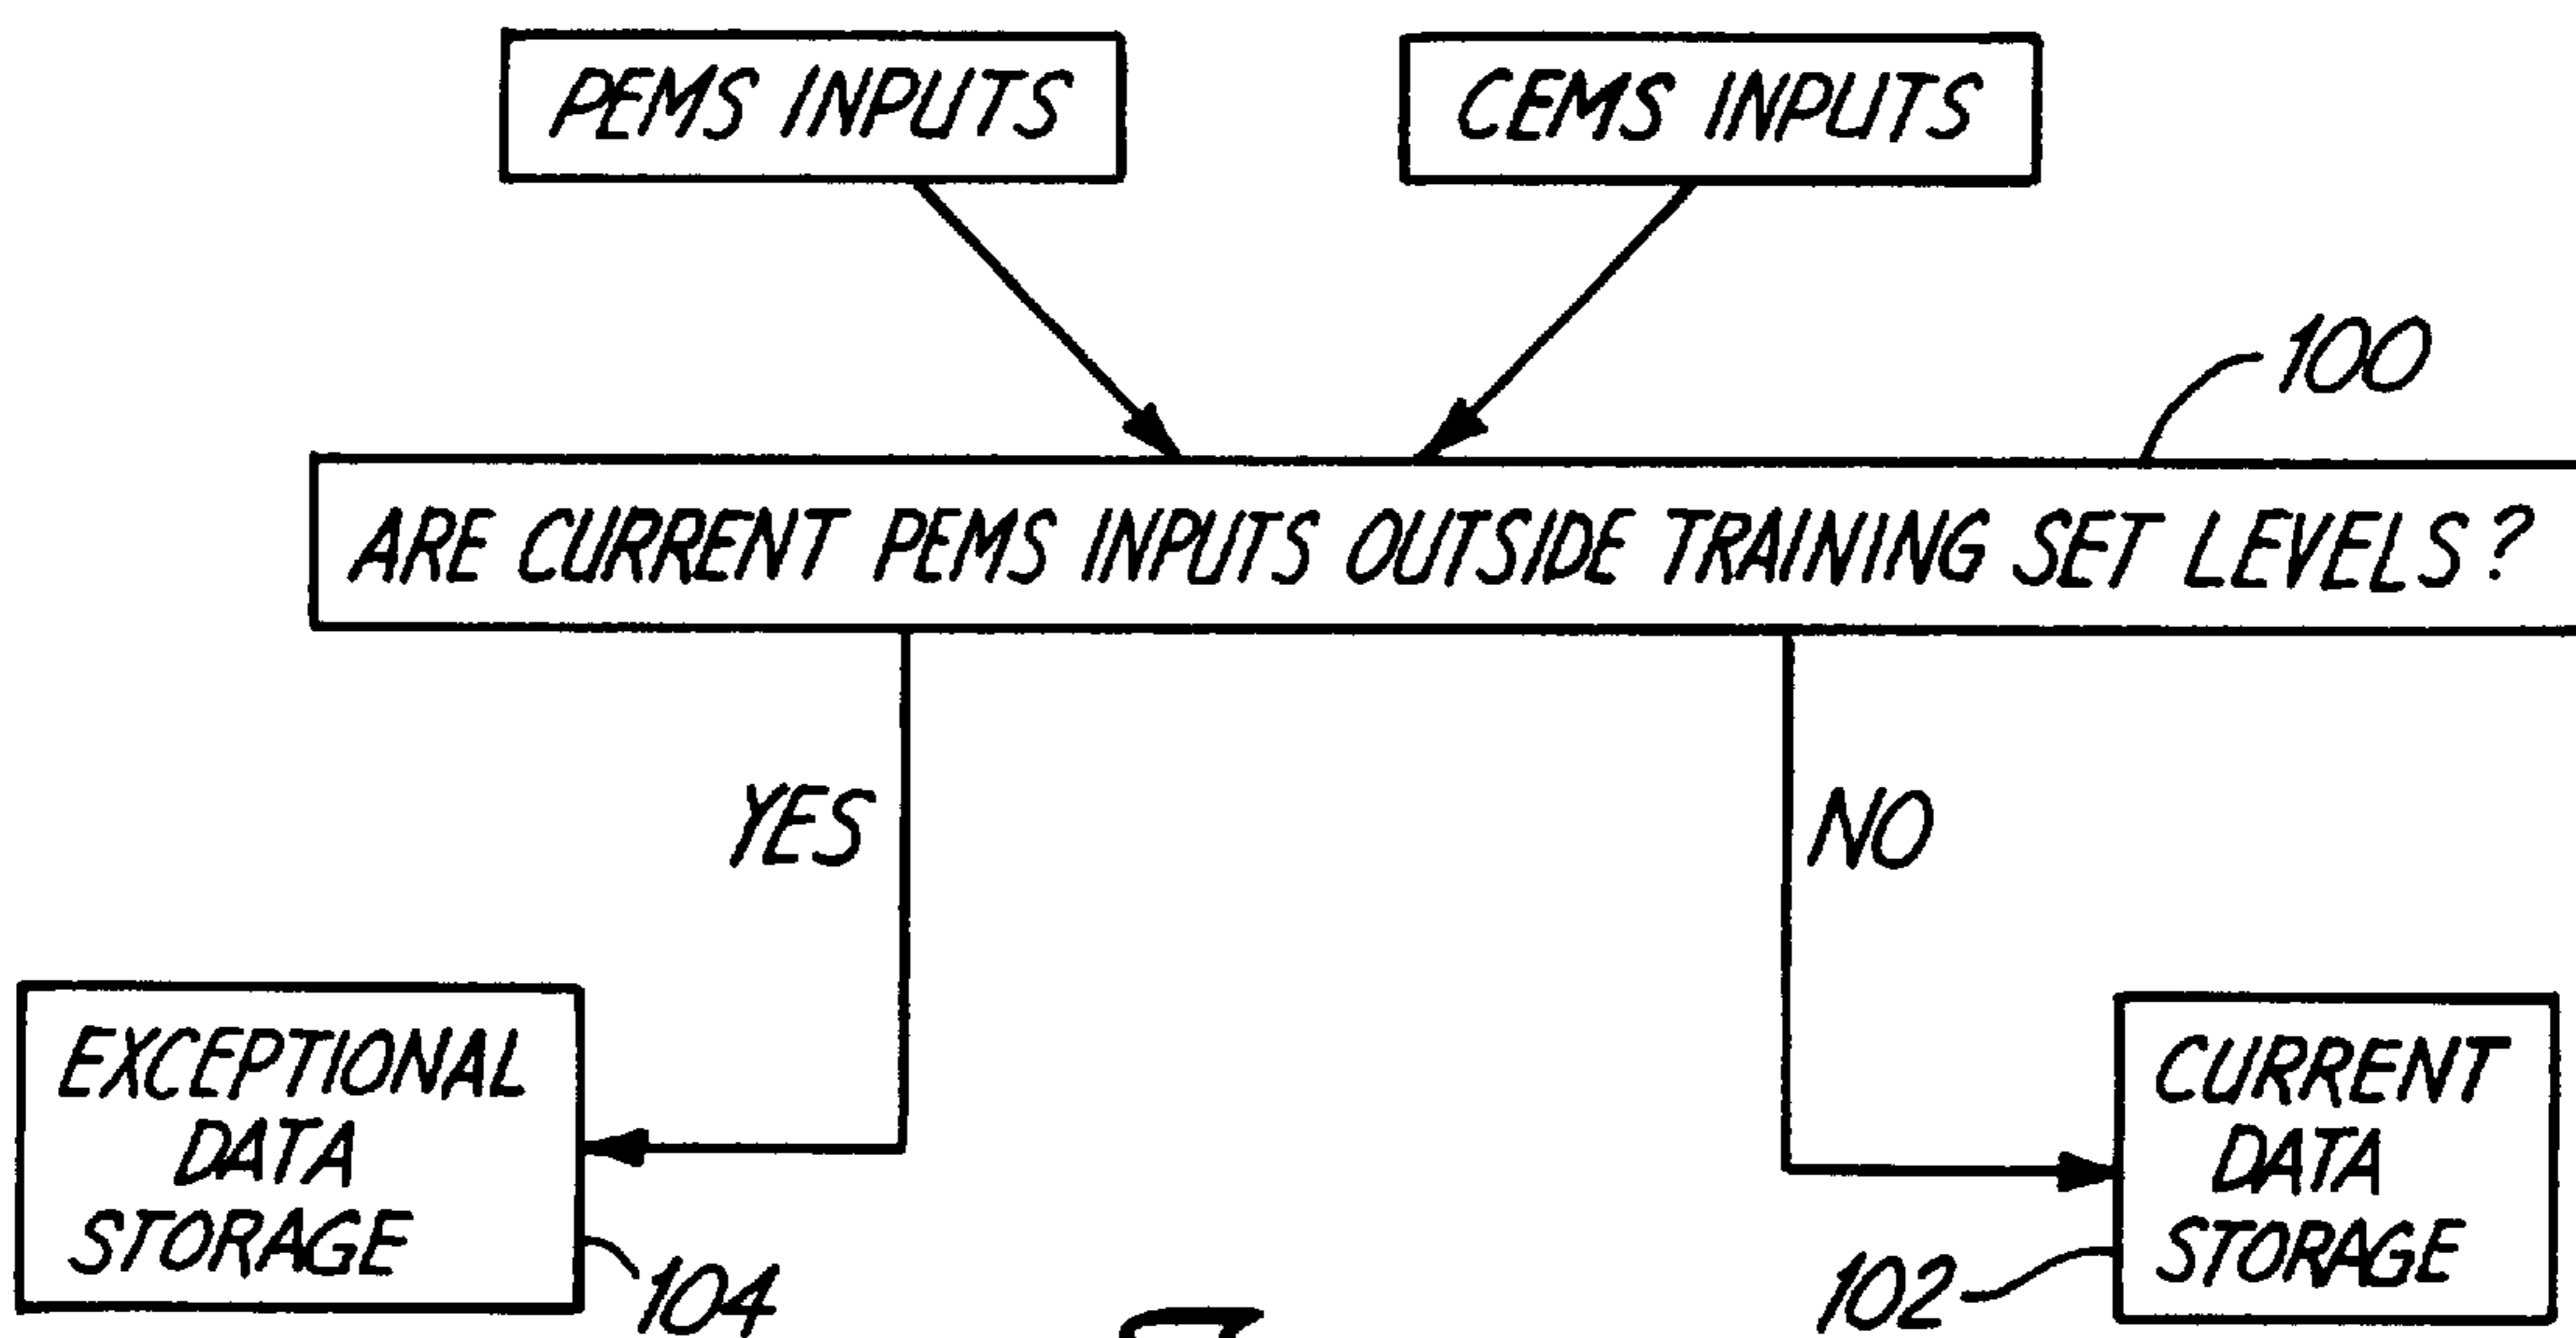 PEMS INPUTS
CEMS INPUTS
100
ARE CURRENT PEMS INPUTS OUTSIDE TRAINING SET LEVELS?
YES
NO
EXCEPTIONAL
DATA
STORAGE
104
CURRENT
DATA
STORAGE
102